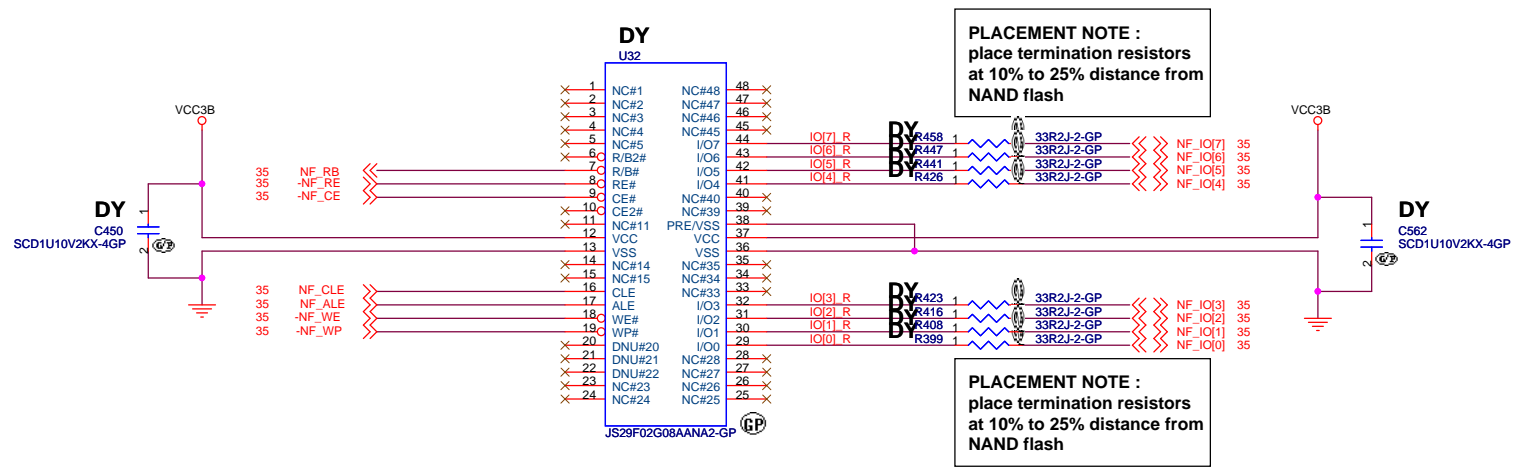 DY
U32
JS29F02G08AANA2-GP
GP
PLACEMENT NOTE :
place termination resistors
at 10% to 25% distance from
NAND flash
VCC3B
DY
C450
SCD1U10V2KX-4GP
1
2
G/P
35 NF_RB
35 -NF_RE
35 -NF_CE
35 NF_CLE
35 NF_ALE
35 -NF_WE
35 -NF_WP
1 NC#1
2 NC#2
3 NC#3
4 NC#4
5 NC#5
6 R/B2#
7 R/B#
8 RE#
9 CE#
10 CE2#
11 NC#11
12 VCC
13 VSS
14 NC#14
15 NC#15
16 CLE
17 ALE
18 WE#
19 WP#
20 DNU#20
21 DNU#21
22 DNU#22
23 NC#23
24 NC#24
NC#48 48
NC#47 47
NC#46 46
NC#45 45
I/O7 44
I/O6 43
I/O5 42
I/O4 41
NC#40 40
NC#39 39
PRE/VSS 38
VCC 37
VSS 36
NC#35 35
NC#34 34
NC#33 33
I/O3 32
I/O2 31
I/O1 30
I/O0 29
NC#28 28
NC#27 27
NC#26 26
NC#25 25
IO[7]_R DY R458 1 33R2J-2-GP NF_IO[7] 35
IO[6]_R DY R447 1 33R2J-2-GP NF_IO[6] 35
IO[5]_R DY R441 1 33R2J-2-GP NF_IO[5] 35
IO[4]_R R426 1 33R2J-2-GP NF_IO[4] 35
IO[3]_R DY R423 1 33R2J-2-GP NF_IO[3] 35
IO[2]_R DY R416 1 33R2J-2-GP NF_IO[2] 35
IO[1]_R DY R408 1 33R2J-2-GP NF_IO[1] 35
IO[0]_R R399 1 33R2J-2-GP NF_IO[0] 35
VCC3B
DY
C562
SCD1U10V2KX-4GP
1
2
G/P
PLACEMENT NOTE :
place termination resistors
at 10% to 25% distance from
NAND flash